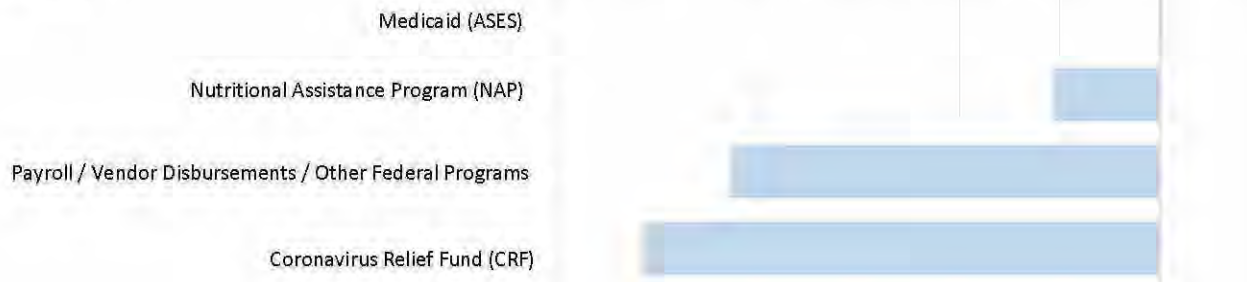 Medicaid (ASES)
Nutritional Assistance Program (NAP)
Payroll / Vendor Disbursements / Other Federal Programs
Coronavirus Relief Fund (CRF)